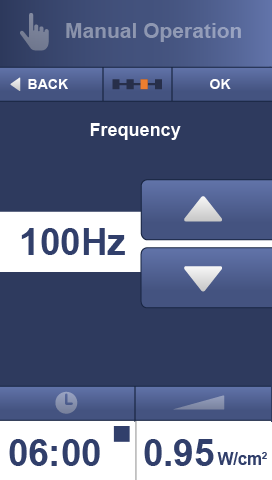 Manual Operation
BACK
OK
Frequency
100Hz
06:00
0.95 W/cm²